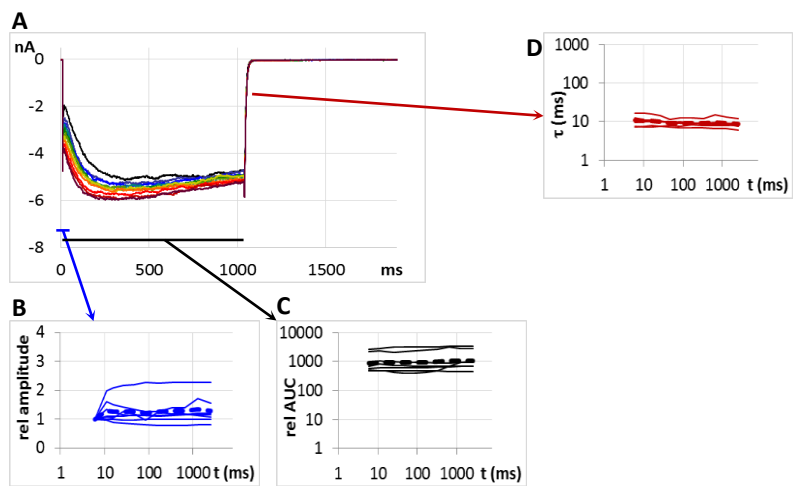 A
nA
0
-2
-4
-6
-8
0 500 1000 1500 ms
D
τ (ms)
1000
100
10
1
1 10 100 1000 t (ms)
B
rel amplitude
4
3
2
1
0
1 10 100 1000 t (ms)
C
rel AUC
10000
1000
100
10
1
1 10 100 1000 t (ms)